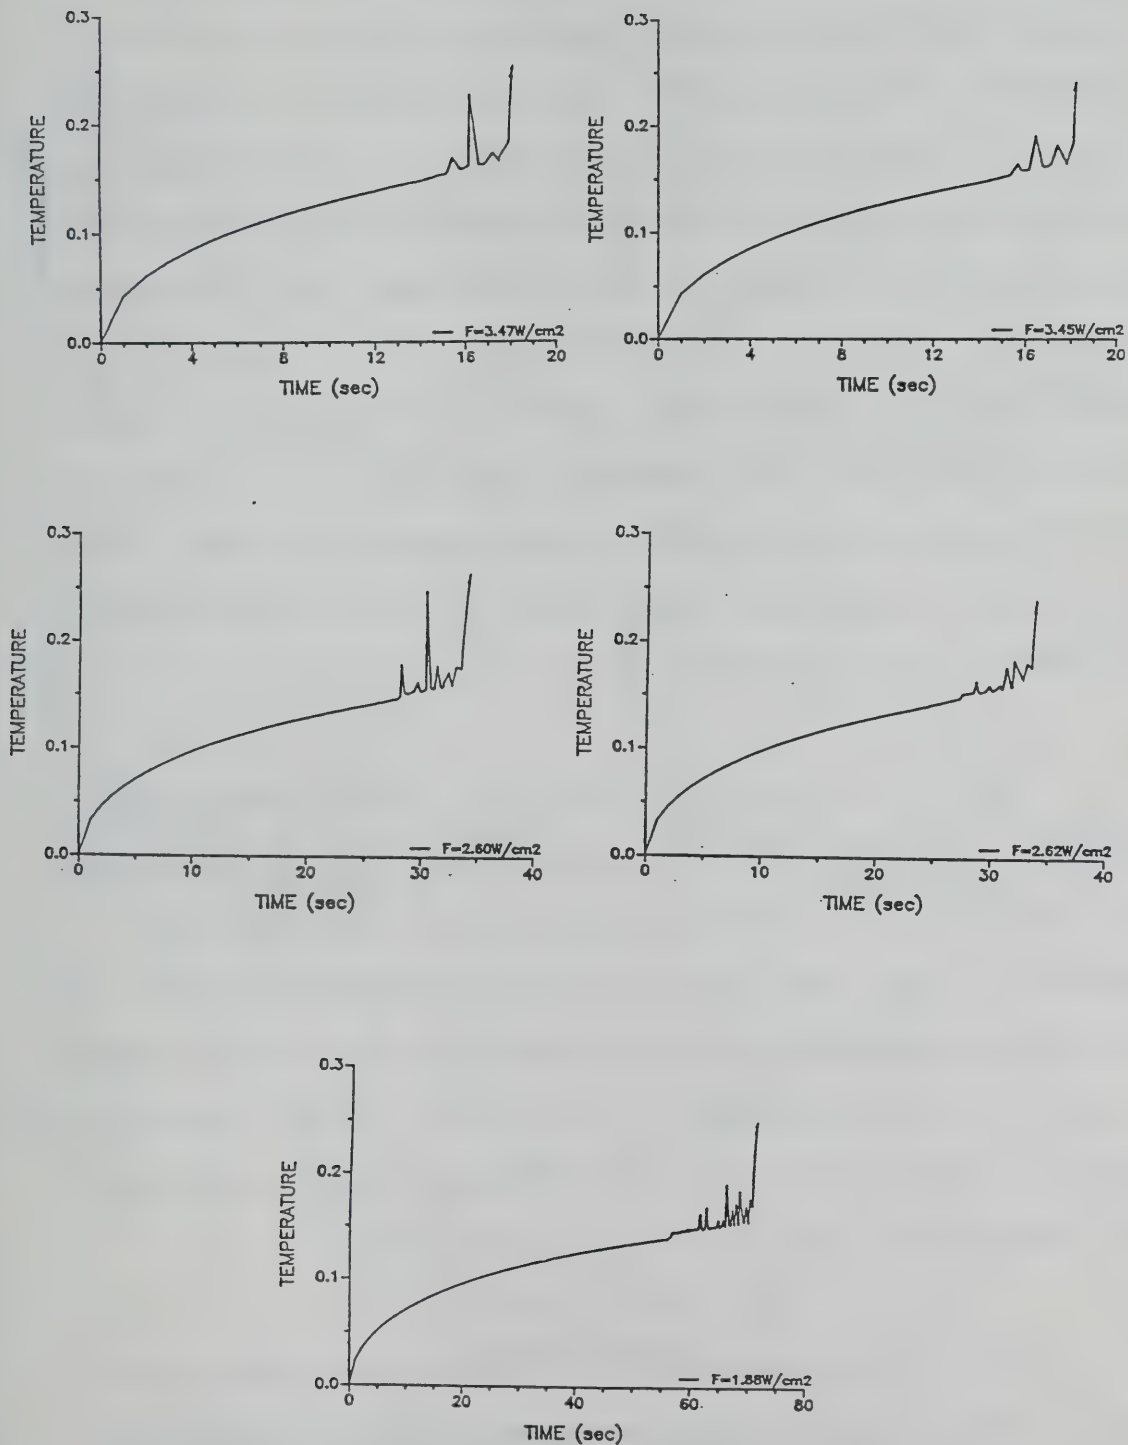 0.3
0.2
0.1
0.0
TEMPERATURE
0 4 8 12 16 20
TIME (sec)
F=3.47W/cm2
0.3
0.2
0.1
0.0
TEMPERATURE
0 4 8 12 16 20
TIME (sec)
F=3.45W/cm2
0.3
0.2
0.1
0.0
TEMPERATURE
0 10 20 30 40
TIME (sec)
F=2.60W/cm2
0.3
0.2
0.1
0.0
TEMPERATURE
0 10 20 30 40
TIME (sec)
F=2.62W/cm2
0.3
0.2
0.1
0.0
TEMPERATURE
0 20 40 60 80
TIME (sec)
F=1.88W/cm2